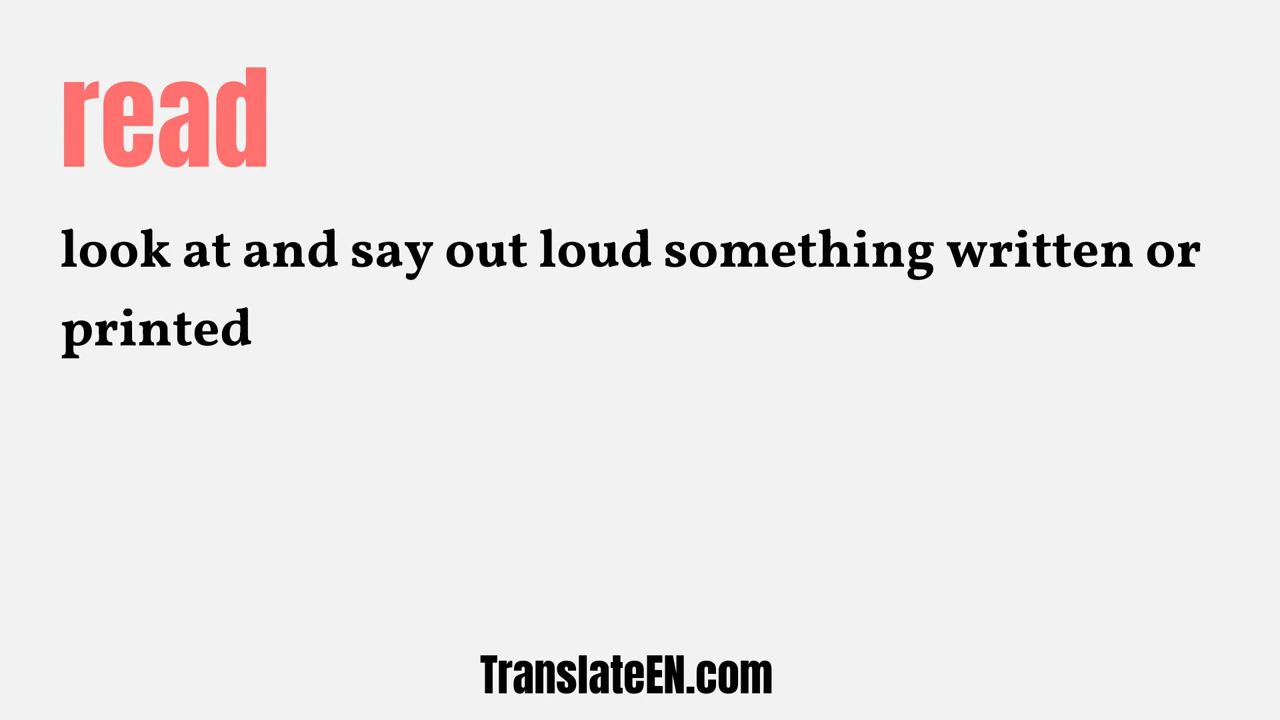 read
look at and say out loud something written or
printed
TranslateEN.com